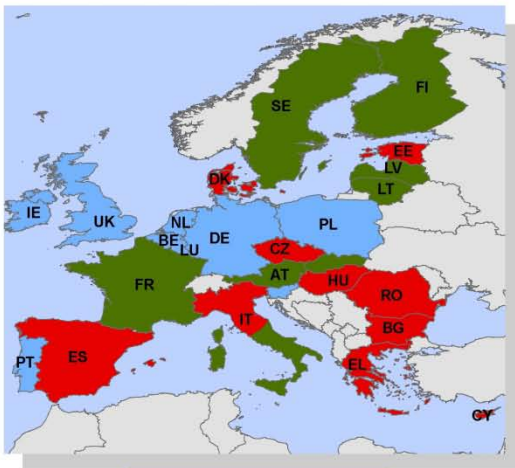 FI
SE
EE
LV
DK
LT
IE
UK
NL
PL
BE
DE
LU
CZ
AT
FR
HU
RO
IT
BG
PT
ES
EL
CY